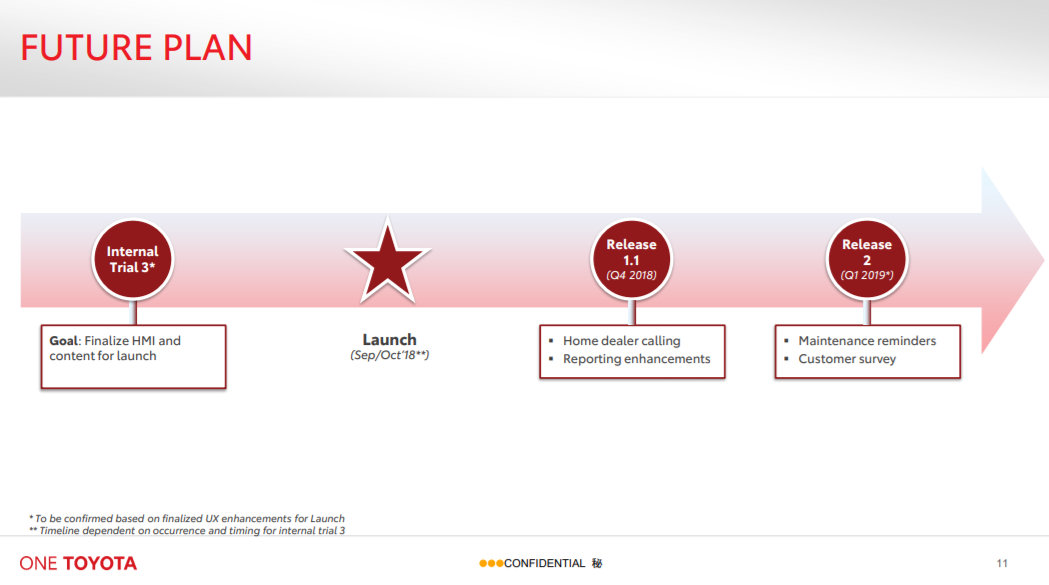 FUTURE PLAN
Internal
Trial 3*
Release
1.1
(Q4 2018)
Release
2
(Q1 2019*)
Goal: Finalize HMI and
content for launch
Launch
(Sep/Oct'18**)
▪ Home dealer calling
▪ Reporting enhancements
▪ Maintenance reminders
▪ Customer survey
* To be confirmed based on finalized UX enhancements for Launch
** Timeline dependent on occurrence and timing for internal trial 3
ONE TOYOTA
CONFIDENTIAL 秘
11